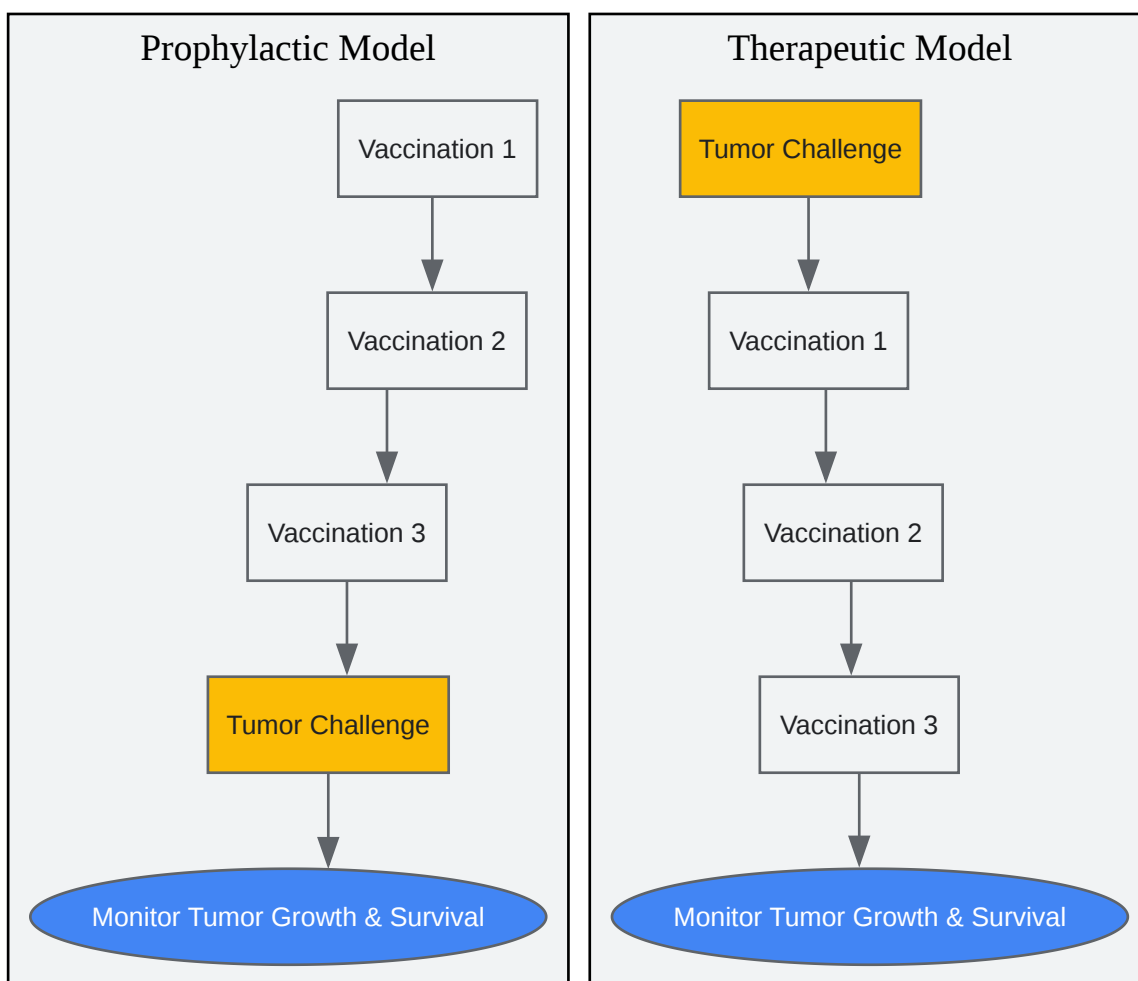 Prophylactic Model
Vaccination 1
Vaccination 2
Vaccination 3
Tumor Challenge
Monitor Tumor Growth & Survival
Therapeutic Model
Tumor Challenge
Vaccination 1
Vaccination 2
Vaccination 3
Monitor Tumor Growth & Survival